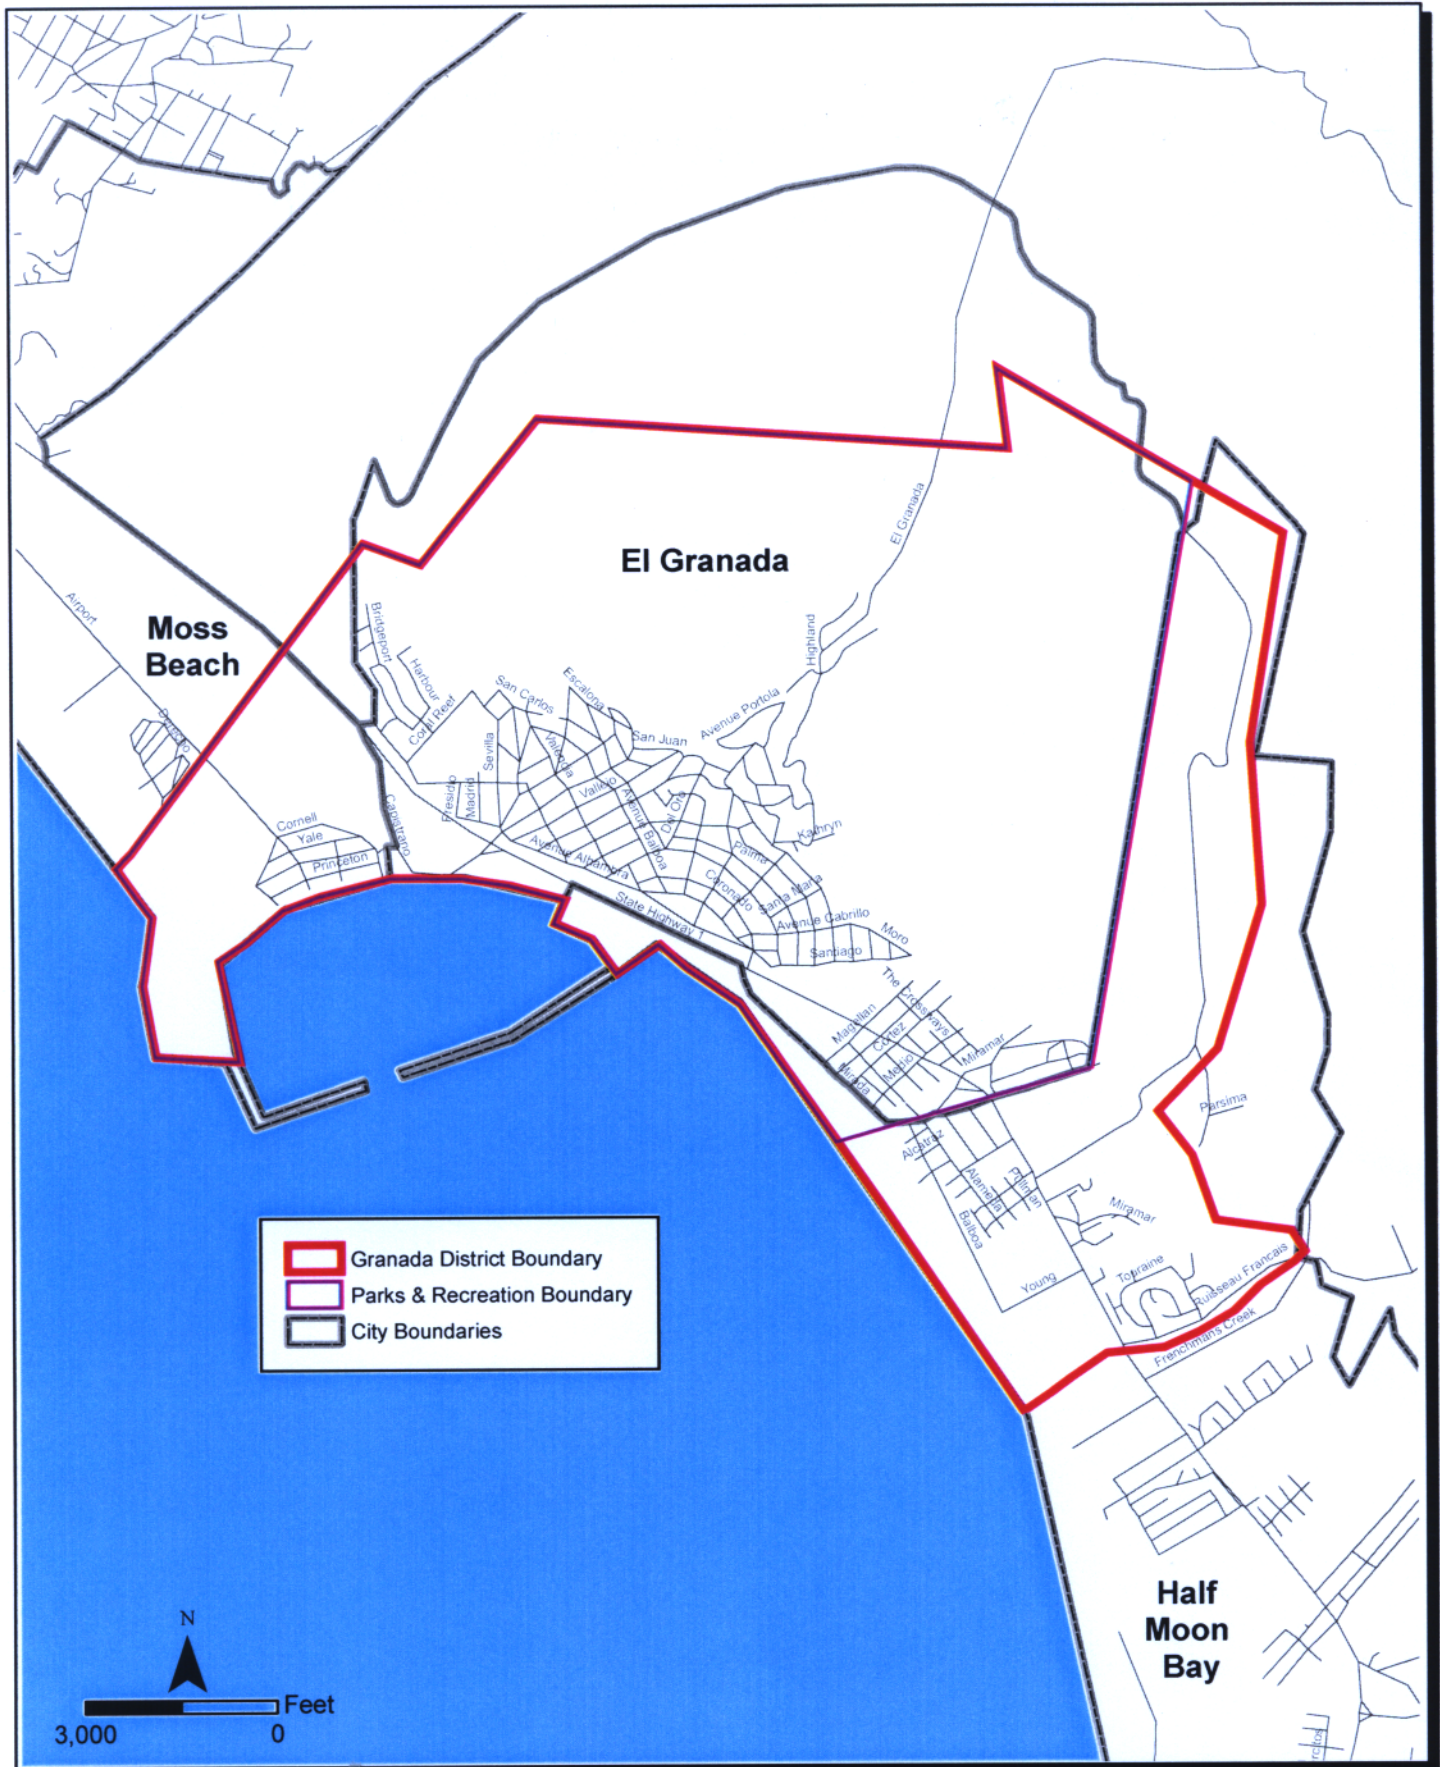 El Granada
El Granada
Airport
Moss
Beach
Bridgeport
Highland
Harbour
San Carlos
Escalona
Coral Reef
Avenue Portola
San Juan
Sevilla
Valencia
Presidio
Madrid
Vallejo
Avenue Balboa
Del Oro
Capistrano
Cornell
Yale
Princeton
Kathryn
Avenue Alhambra
Palma
Coronado
Santa Maria
State Highway 1
Avenue Cabrillo
Moro
Santiago
The Crossways
Magellan
Cortez
Miramar
Medio
Mirada
Parsima
Alcatraz
Alameda
Pullman
Balboa
Miramar
Touraine
Ruisseau Francais
Young
Frenchmans Creek
Granada District Boundary
Parks & Recreation Boundary
City Boundaries
Half
Moon
Bay
N
Feet
3,000
0